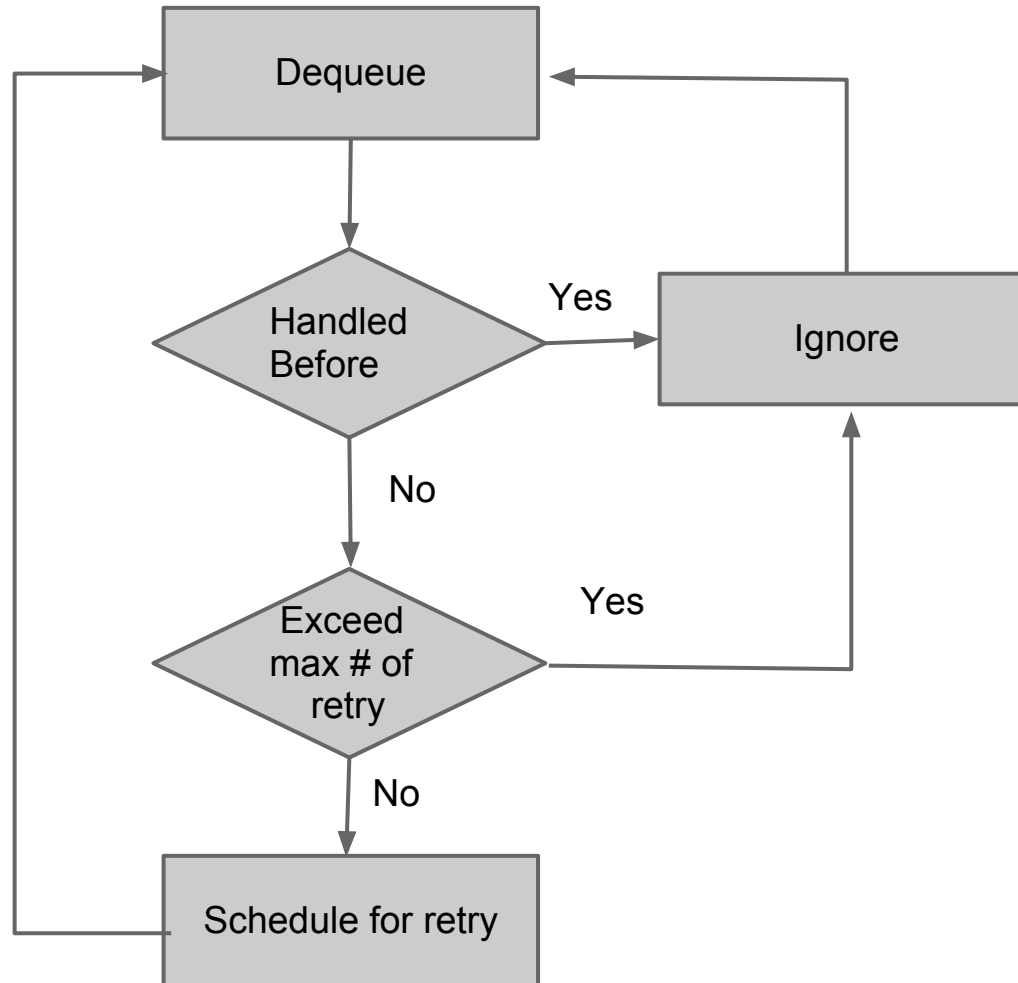 Dequeue
Handled
Before
Yes
Ignore
No
Exceed
max # of
retry
Yes
No
Schedule for retry